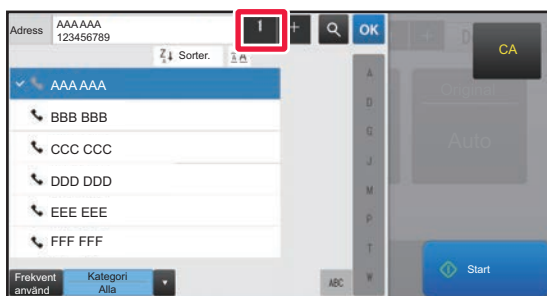 Adress AAA AAA
123456789
1 + OK
CA
Sorter.
AAA AAA
BBB BBB
CCC CCC
DDD DDD
EEE EEE
FFF FFF
A
D
G
J
M
P
T
W
Original
Auto
Frekvent
använd
Kategori
Alla
ABC
Start